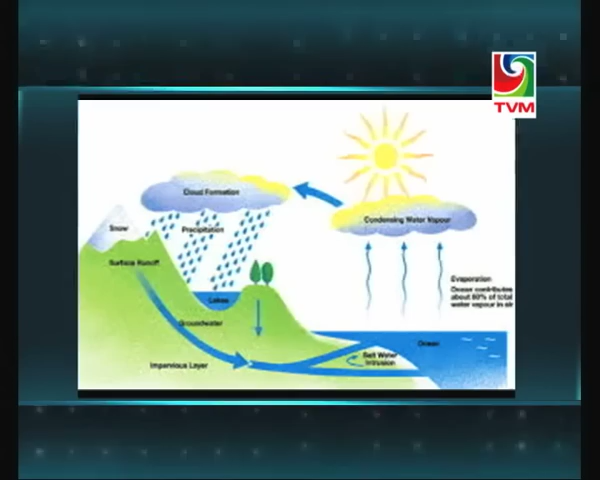 TVM
Cloud Formation
Condensing Water Vapour
Snow
Precipitation
Surface Runoff
Evaporation
Ocean contributes
about 80% of total
water vapour in air
Lakes
Groundwater
Ocean
Salt Water
Intrusion
Impervious Layer